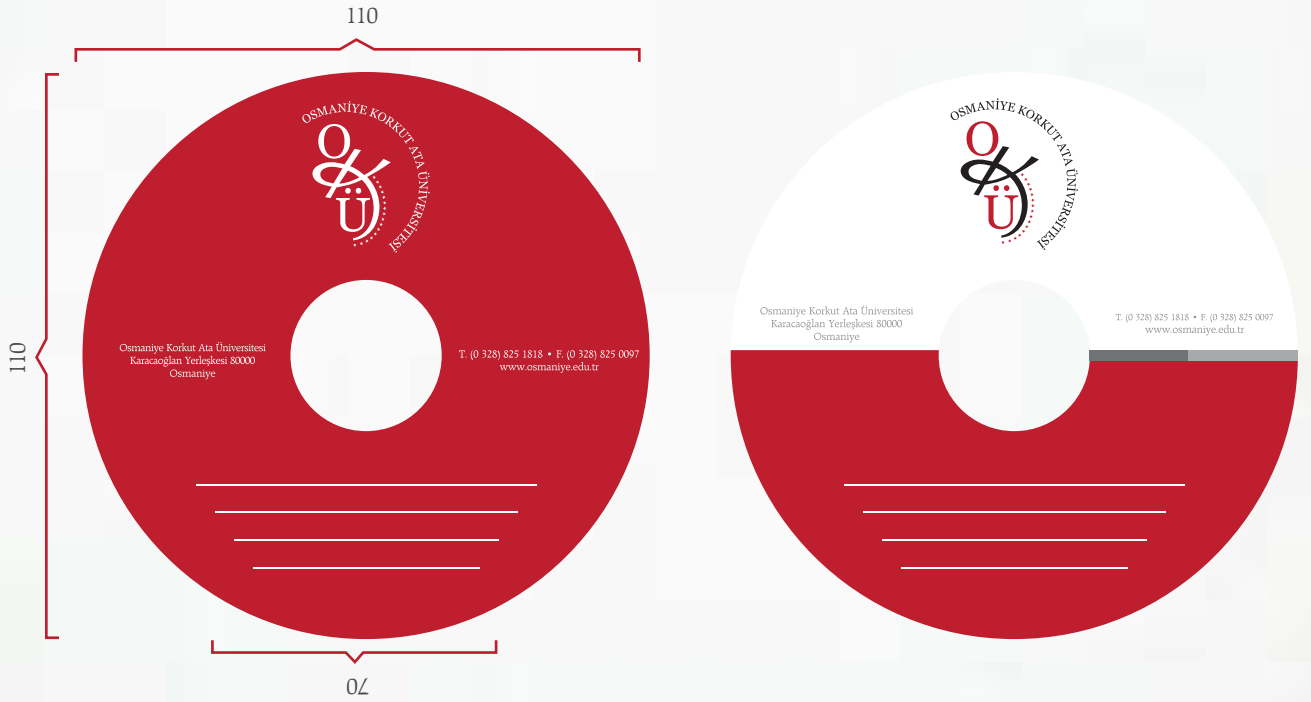 110
110
OSMANİYE KORKUT ATA ÜNİVERSİTESİ
OKÜ
Osmaniye Korkut Ata Üniversitesi
Karacaoğlan Yerleşkesi 80000
Osmaniye
T. (0 328) 825 1818 • F. (0 328) 825 0097
www.osmaniye.edu.tr
70
OSMANİYE KORKUT ATA ÜNİVERSİTESİ
OKÜ
Osmaniye Korkut Ata Üniversitesi
Karacaoğlan Yerleşkesi 80000
Osmaniye
T. (0 328) 825 1818 • F. (0 328) 825 0097
www.osmaniye.edu.tr